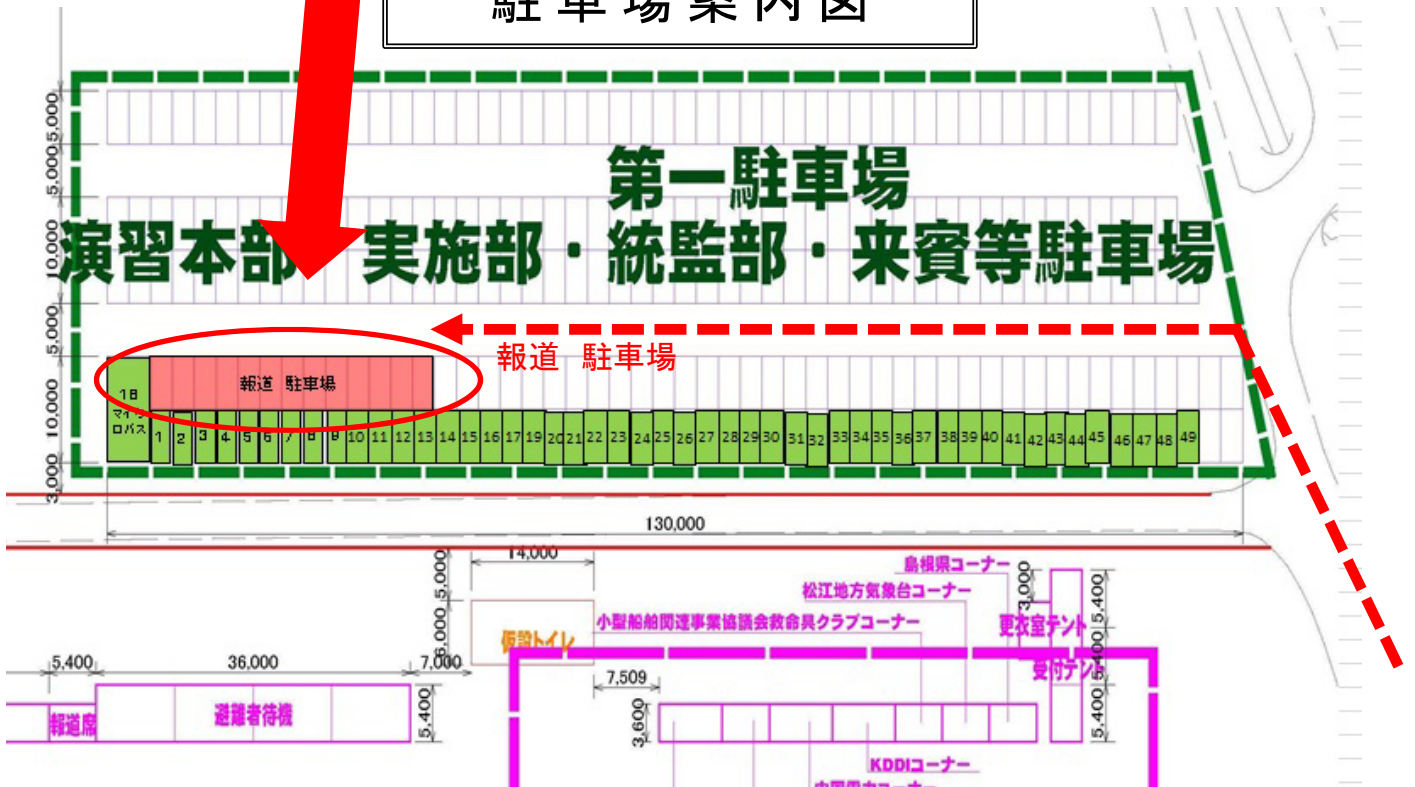 駐車場案内図
5,000
5,000
第一駐車場
10,000
演習本部・実施部・統監部・来賓等駐車場
5,000
報道 駐車場
報道 駐車場
10,000
18
マイクロバス
1 2 3 4 5 6 7 8 9 10 11 12 13 14 15 16 17 19 20 21 22 23 24 25 26 27 28 29 30 31 32 33 34 35 36 37 38 39 40 41 42 43 44 45 46 47 48 49
3,000
130,000
14,000
5,000
島根県コーナー
松江地方気象台コーナー
3,000
5,400
小型船舶関連事業協議会救命具クラブコーナー
更衣室テント
6,000
仮設トイレ
5,400
36,000
7,000
5,400
受付テント
7,509
報道席
避難者待機
5,400
3,600
5,400
KDDIコーナー